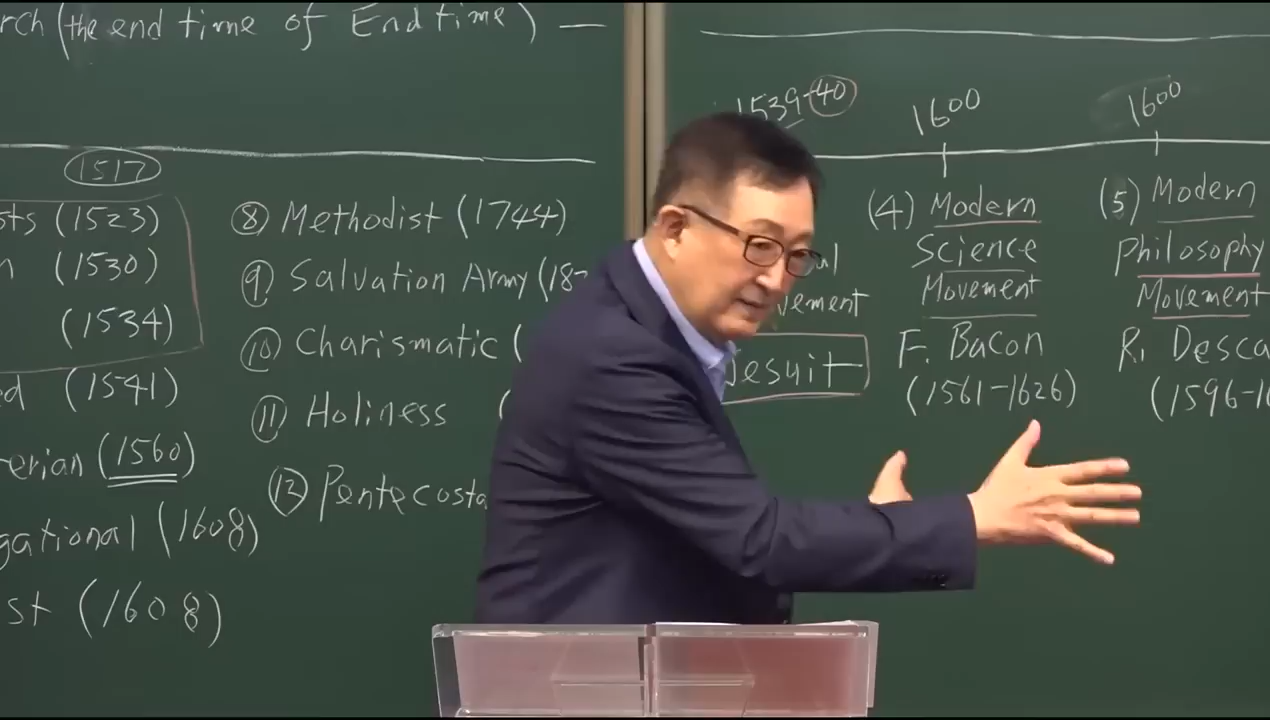 rch (the end time of End time) —
1517
sts (1523)
n (1530)
(1534)
ed (1541)
erian (1560)
gational (1608)
st (1608)
⑧ Methodist (1744)
⑨ Salvation Army (18
⑩ Charismatic (
⑪ Holiness (
⑫ Pentecosta
1539-40
al
vement
Jesuit
1600
(4) Modern
Science
Movement
F. Bacon
(1561-1626)
1600
(5) Modern
Philosophy
Movement
R. Desca
(1596-16